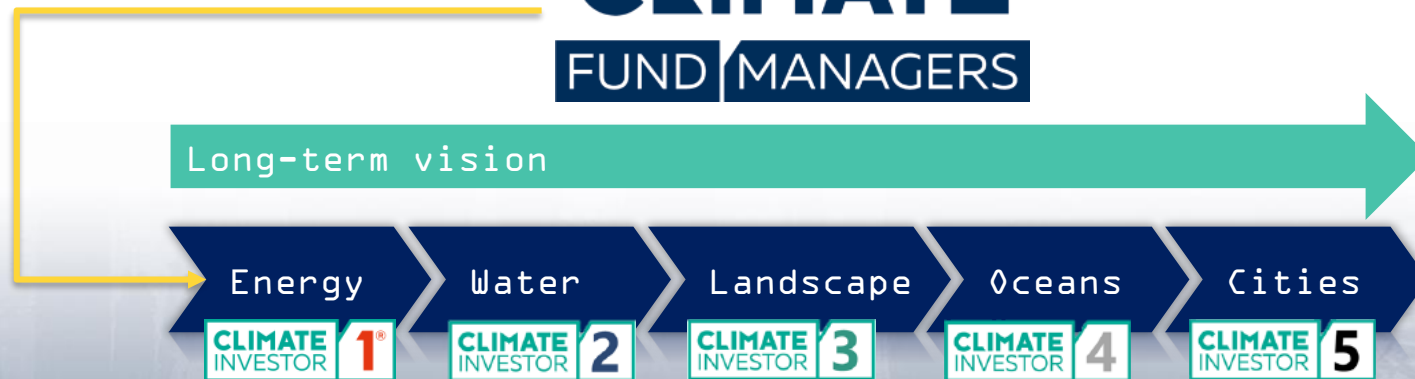 CLIMATE
FUND MANAGERS
Long-term vision
Energy Water Landscape Oceans Cities
CLIMATE INVESTOR 1® CLIMATE INVESTOR 2 CLIMATE INVESTOR 3 CLIMATE INVESTOR 4 CLIMATE INVESTOR 5